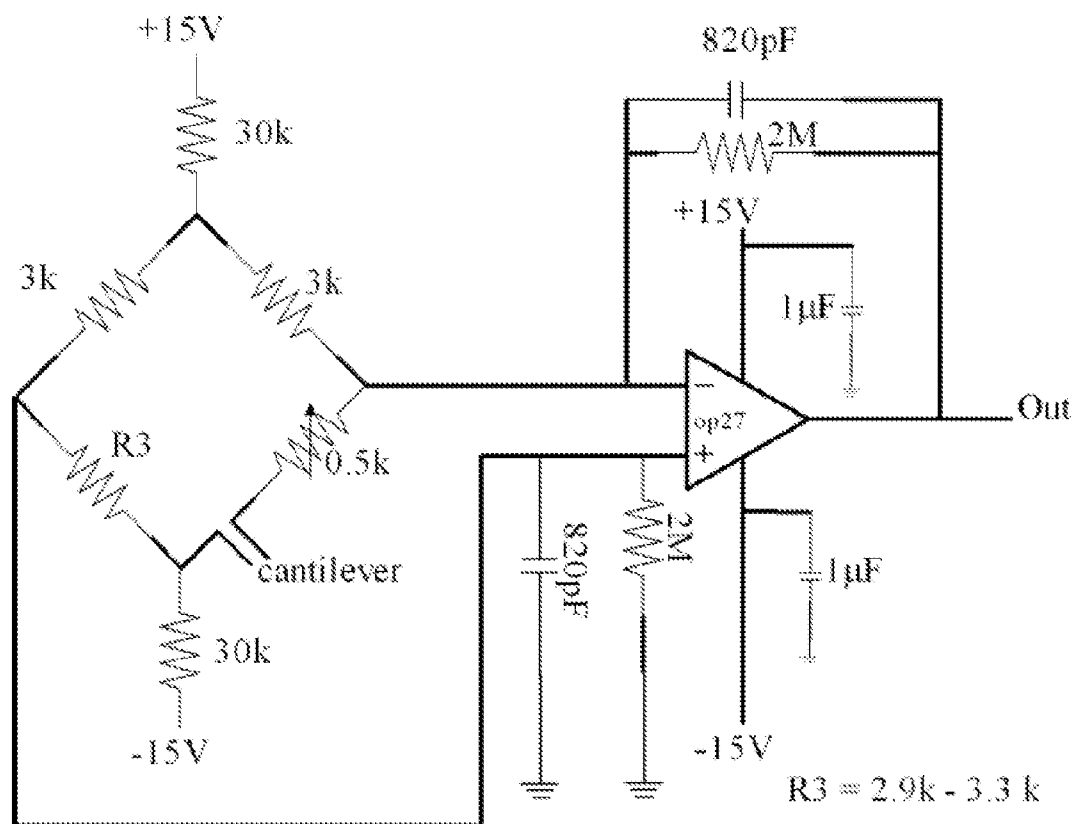 +15V
820pF
30k
2M
+15V
3k
3k
1μF
op27
Out
R3
0.5k
820pF
2M
cantilever
1μF
30k
-15V
-15V
R3 = 2.9k - 3.3 k